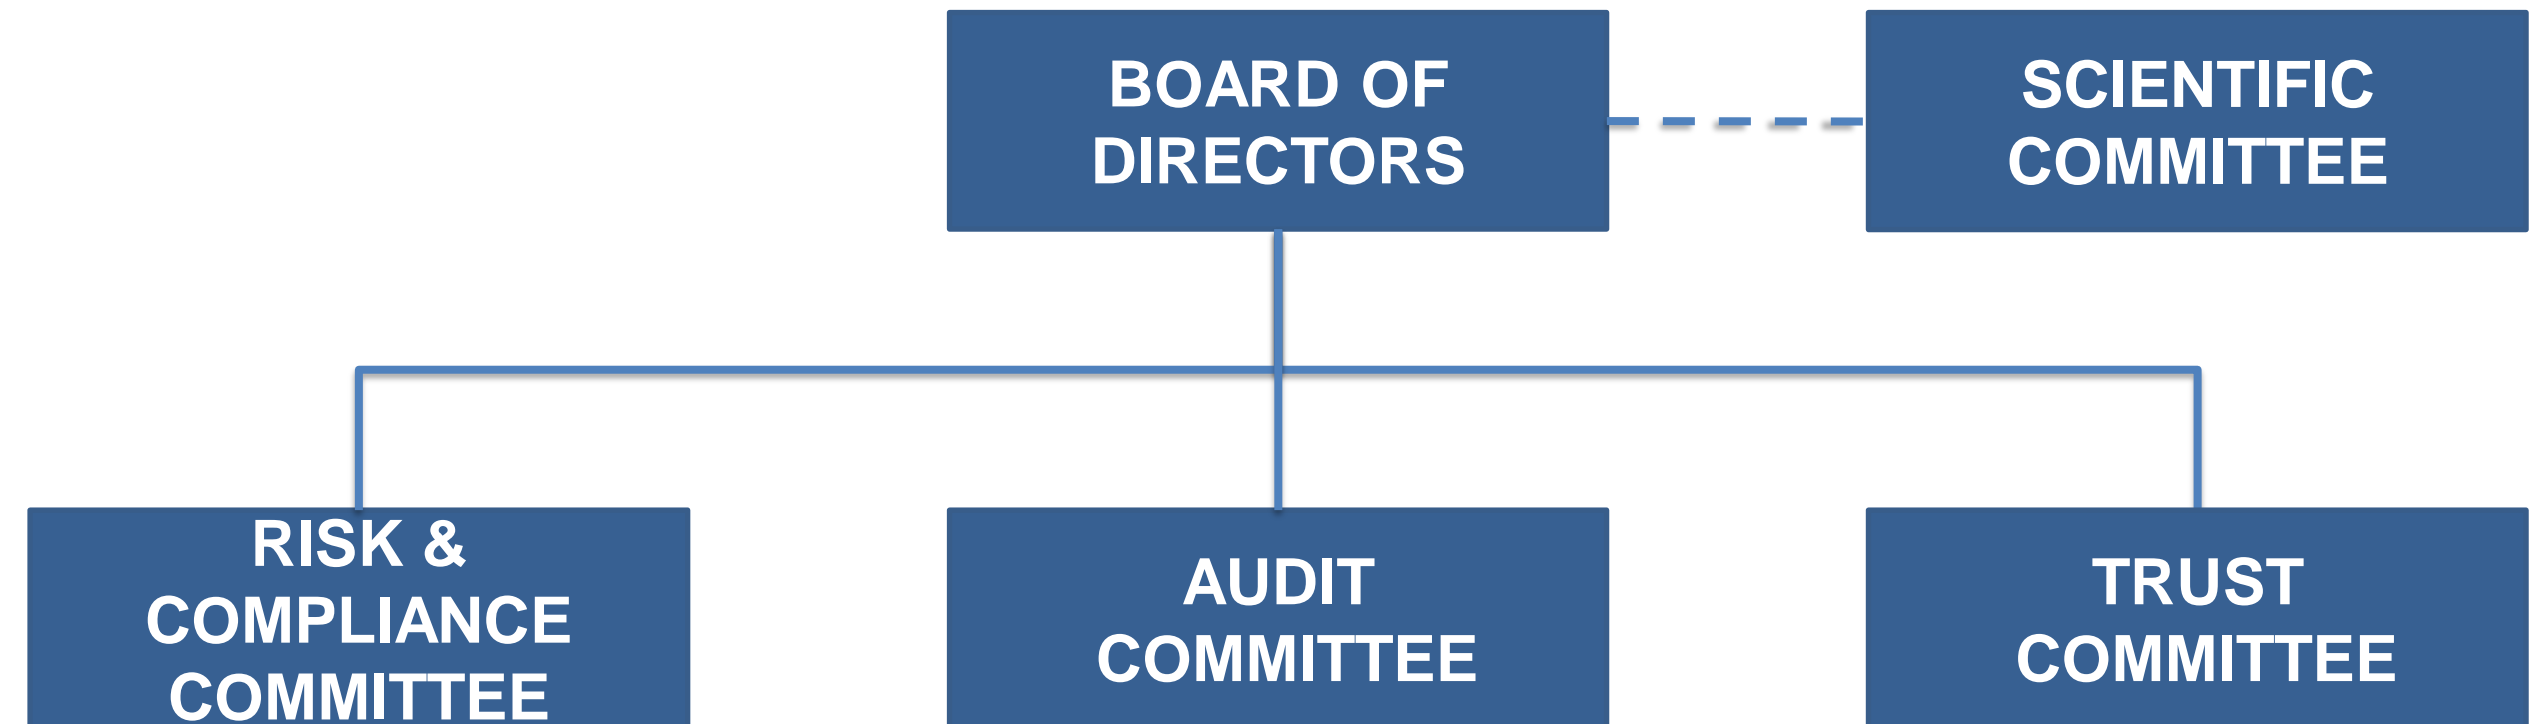 BOARD OF
DIRECTORS
SCIENTIFIC
COMMITTEE
RISK &
COMPLIANCE
COMMITTEE
AUDIT
COMMITTEE
TRUST
COMMITTEE